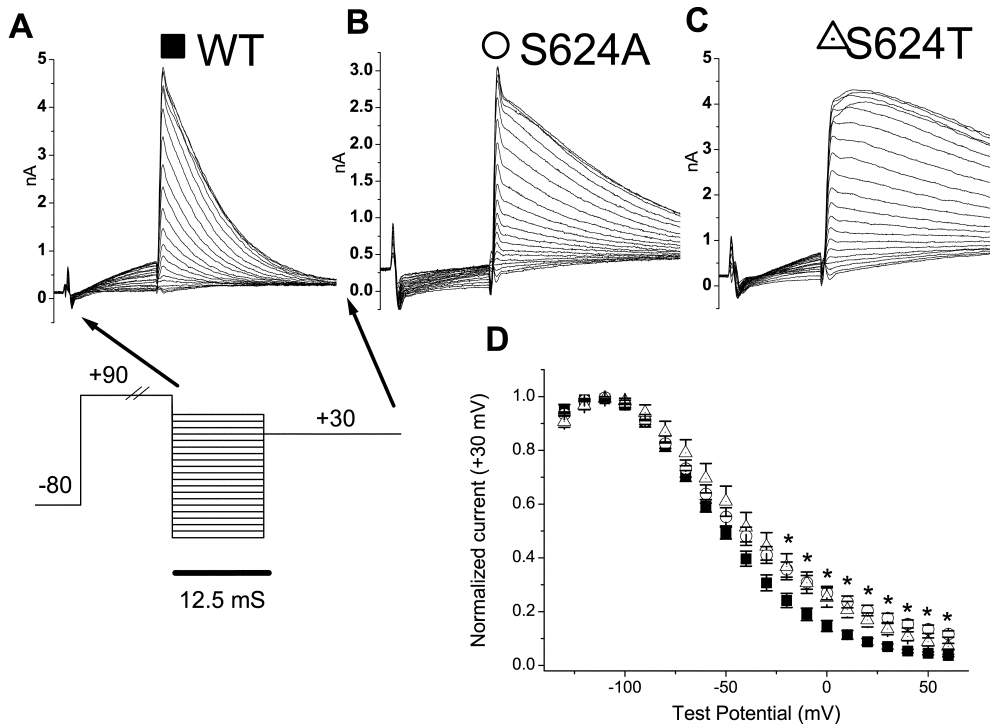 A
■ WT
B
○ S624A
C
△ S624T
5
4
3
2
1
0
nA
3.0
2.5
2.0
1.5
1.0
0.5
0.0
nA
5
4
3
2
1
0
nA
+90
-80
+30
12.5 mS
D
1.0
0.8
0.6
0.4
0.2
0.0
Normalized current (+30 mV)
* * * * * * * * *
-100
-50
0
50
Test Potential (mV)